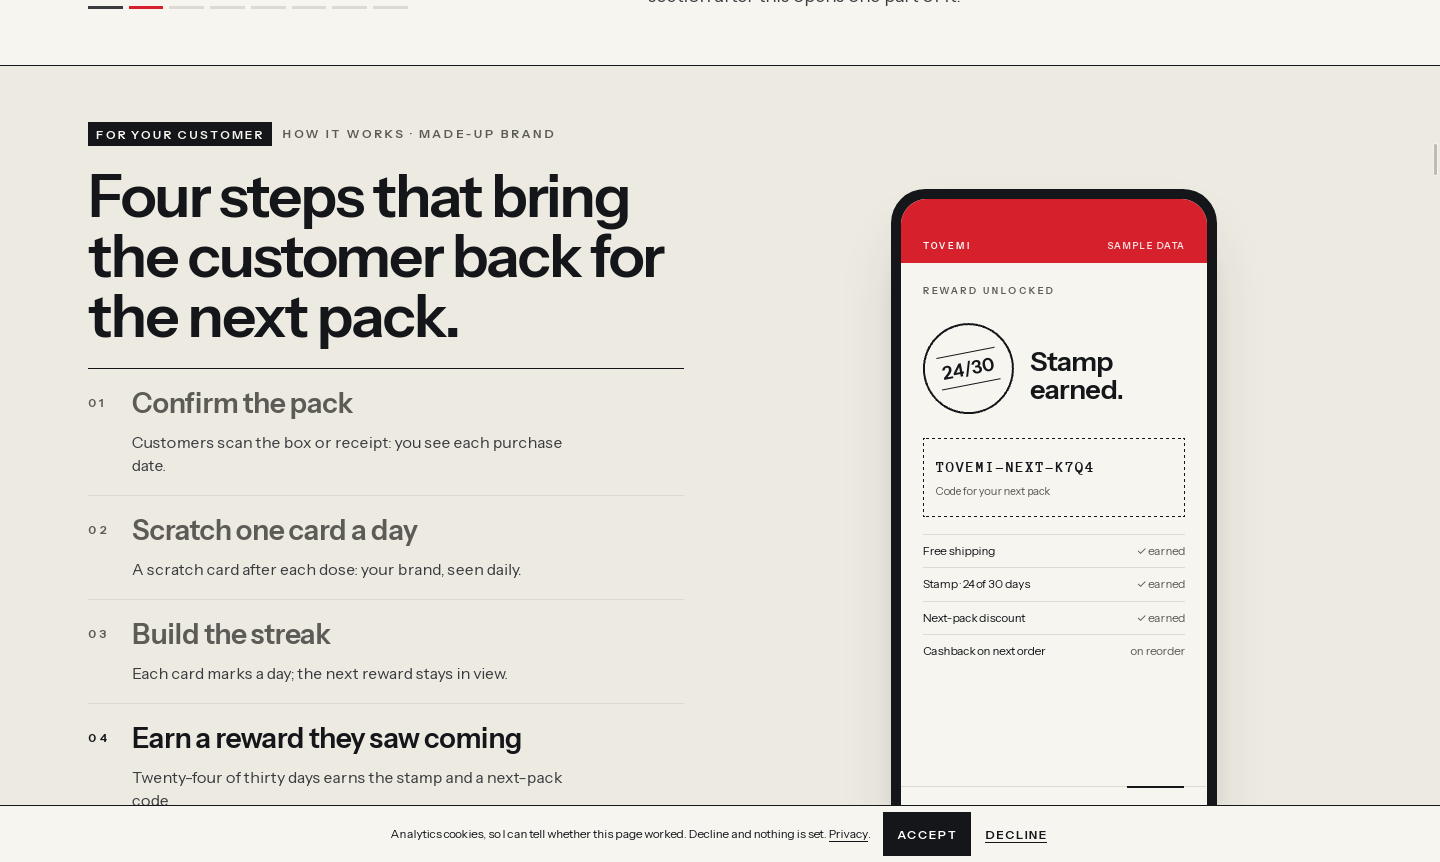 FOR YOUR CUSTOMER HOW IT WORKS · MADE-UP BRAND
Four steps that bring
the customer back for
the next pack.
01 Confirm the pack
Customers scan the box or receipt: you see each purchase
date.
02 Scratch one card a day
A scratch card after each dose: your brand, seen daily.
03 Build the streak
Each card marks a day; the next reward stays in view.
04 Earn a reward they saw coming
Twenty-four of thirty days earns the stamp and a next-pack
code
TOVEMI SAMPLE DATA
REWARD UNLOCKED
24/30
Stamp
earned.
TOVEMI–NEXT–K7Q4
Code for your next pack
Free shipping ✓ earned
Stamp · 24 of 30 days ✓ earned
Next-pack discount ✓ earned
Cashback on next order on reorder
Analytics cookies, so I can tell whether this page worked. Decline and nothing is set. Privacy. ACCEPT DECLINE